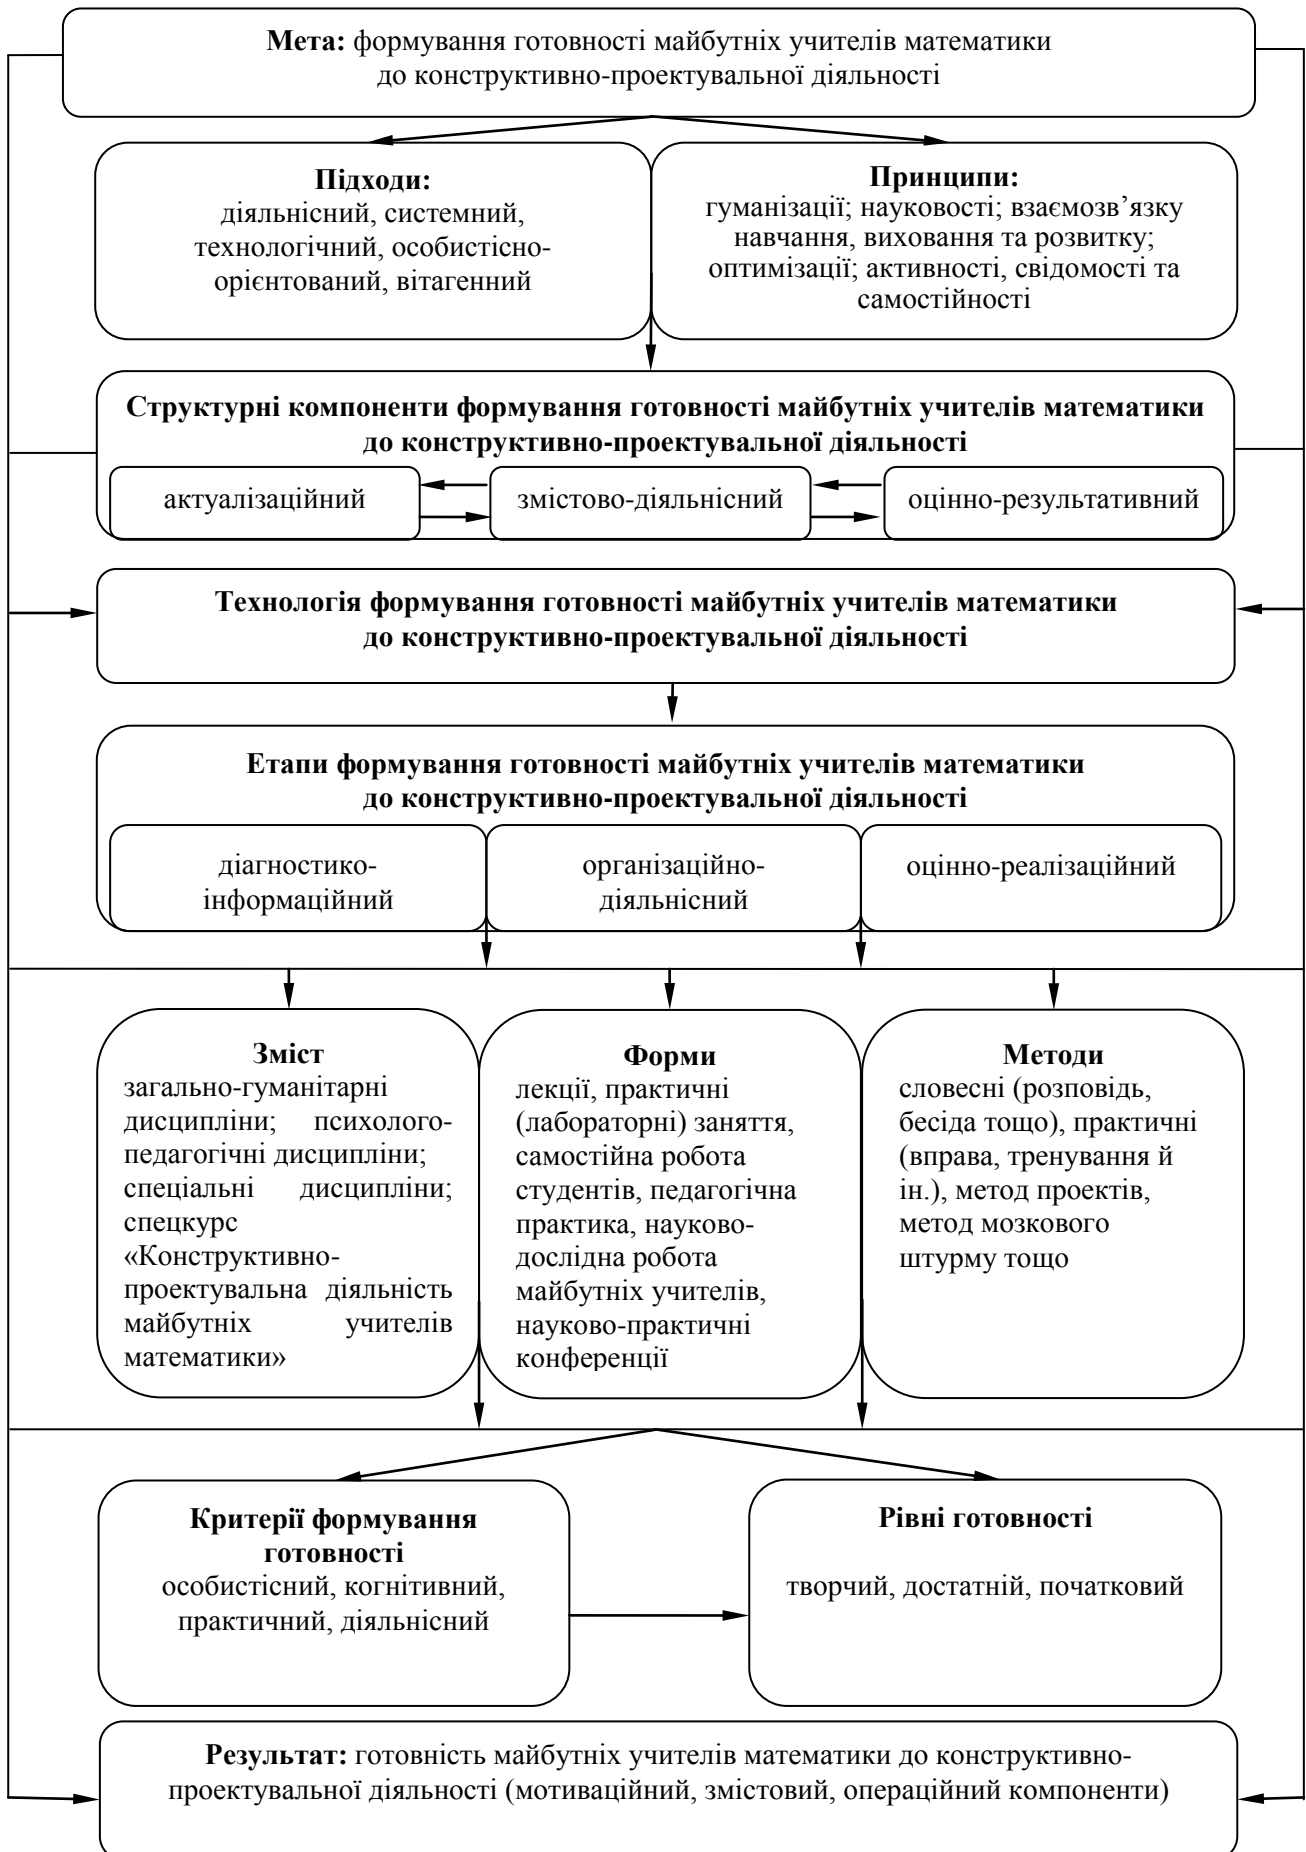 Мета: формування готовності майбутніх учителів математики
до конструктивно-проектувальної діяльності
Підходи:
діяльнісний, системний,
технологічний, особистісно-
орієнтований, вітагенний
Принципи:
гуманізації; науковості; взаємозв’язку
навчання, виховання та розвитку;
оптимізації; активності, свідомості та
самостійності
Структурні компоненти формування готовності майбутніх учителів математики
до конструктивно-проектувальної діяльності
актуалізаційний
змістово-діяльнісний
оцінно-результативний
Технологія формування готовності майбутніх учителів математики
до конструктивно-проектувальної діяльності
Етапи формування готовності майбутніх учителів математики
до конструктивно-проектувальної діяльності
діагностико-
інформаційний
організаційно-
діяльнісний
оцінно-реалізаційний
Зміст
загально-гуманітарні
дисципліни; психолого-
педагогічні дисципліни;
спеціальні дисципліни;
спецкурс
«Конструктивно-
проектувальна діяльність
майбутніх учителів
математики»
Форми
лекції, практичні
(лабораторні) заняття,
самостійна робота
студентів, педагогічна
практика, науково-
дослідна робота
майбутніх учителів,
науково-практичні
конференції
Методи
словесні (розповідь,
бесіда тощо), практичні
(вправа, тренування й
ін.), метод проектів,
метод мозкового
штурму тощо
Критерії формування
готовності
особистісний, когнітивний,
практичний, діяльнісний
Рівні готовності
творчий, достатній, початковий
Результат: готовність майбутніх учителів математики до конструктивно-
проектувальної діяльності (мотиваційний, змістовий, операційний компоненти)